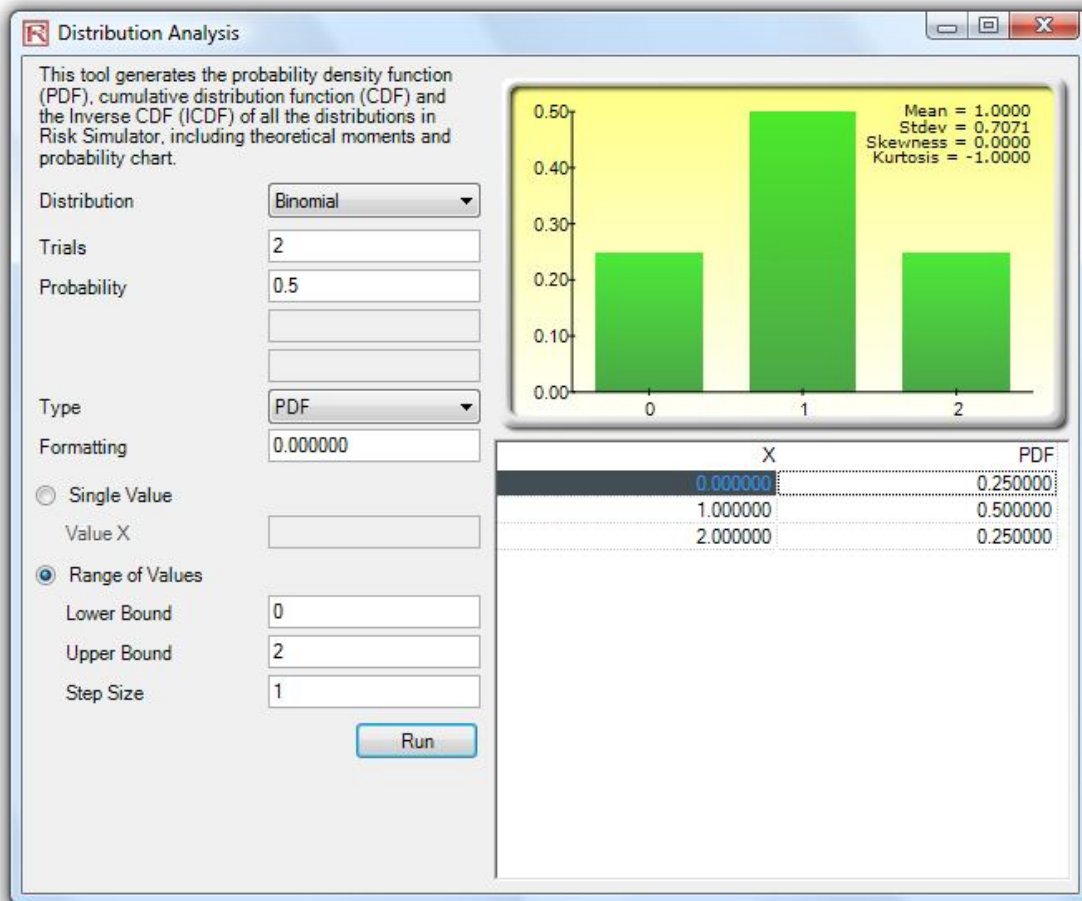 Distribution Analysis
This tool generates the probability density function
(PDF), cumulative distribution function (CDF) and
the Inverse CDF (ICDF) of all the distributions in
Risk Simulator, including theoretical moments and
probability chart.
Distribution Binomial
Trials 2
Probability 0.5
Type PDF
Formatting 0.000000
Single Value
Value X
Range of Values
Lower Bound 0
Upper Bound 2
Step Size 1
Run
Mean = 1.0000
Stdev = 0.7071
Skewness = 0.0000
Kurtosis = -1.0000
0.50
0.40
0.30
0.20
0.10
0.00
0 1 2
X PDF
0.000000 0.250000
1.000000 0.500000
2.000000 0.250000